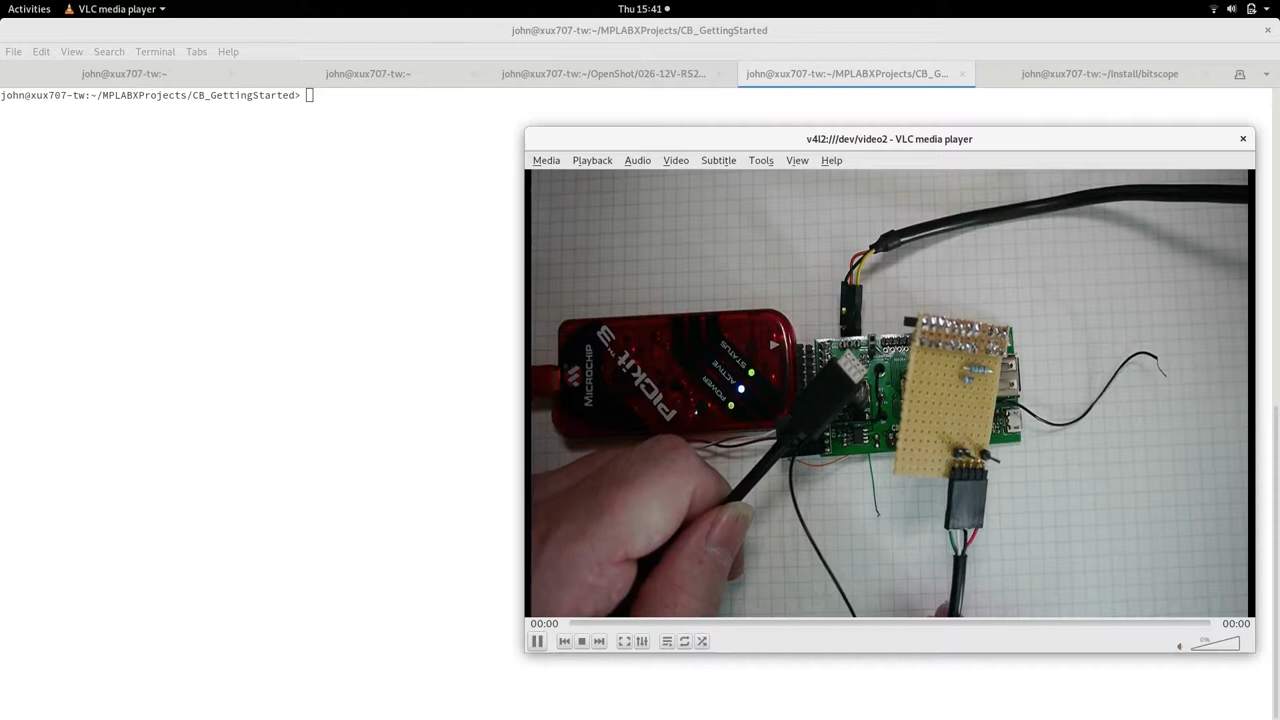 Activities VLC media player Thu 15:41
john@xux707-tw:~/MPLABXProjects/CB_GettingStarted
File Edit View Search Terminal Tabs Help
john@xux707-tw:~ john@xux707-tw:~ john@xux707-tw:~/OpenShot/026-12V-RS2... john@xux707-tw:~/MPLABXProjects/CB_G... john@xux707-tw:~/Install/bitscope
john@xux707-tw:~/MPLABXProjects/CB_GettingStarted>
v4l2:///dev/video2 - VLC media player
Media Playback Audio Video Subtitle Tools View Help
MICROCHIP
PICkit™ 3
STATUS
ACTIVE
POWER
00:00 00:00
0%